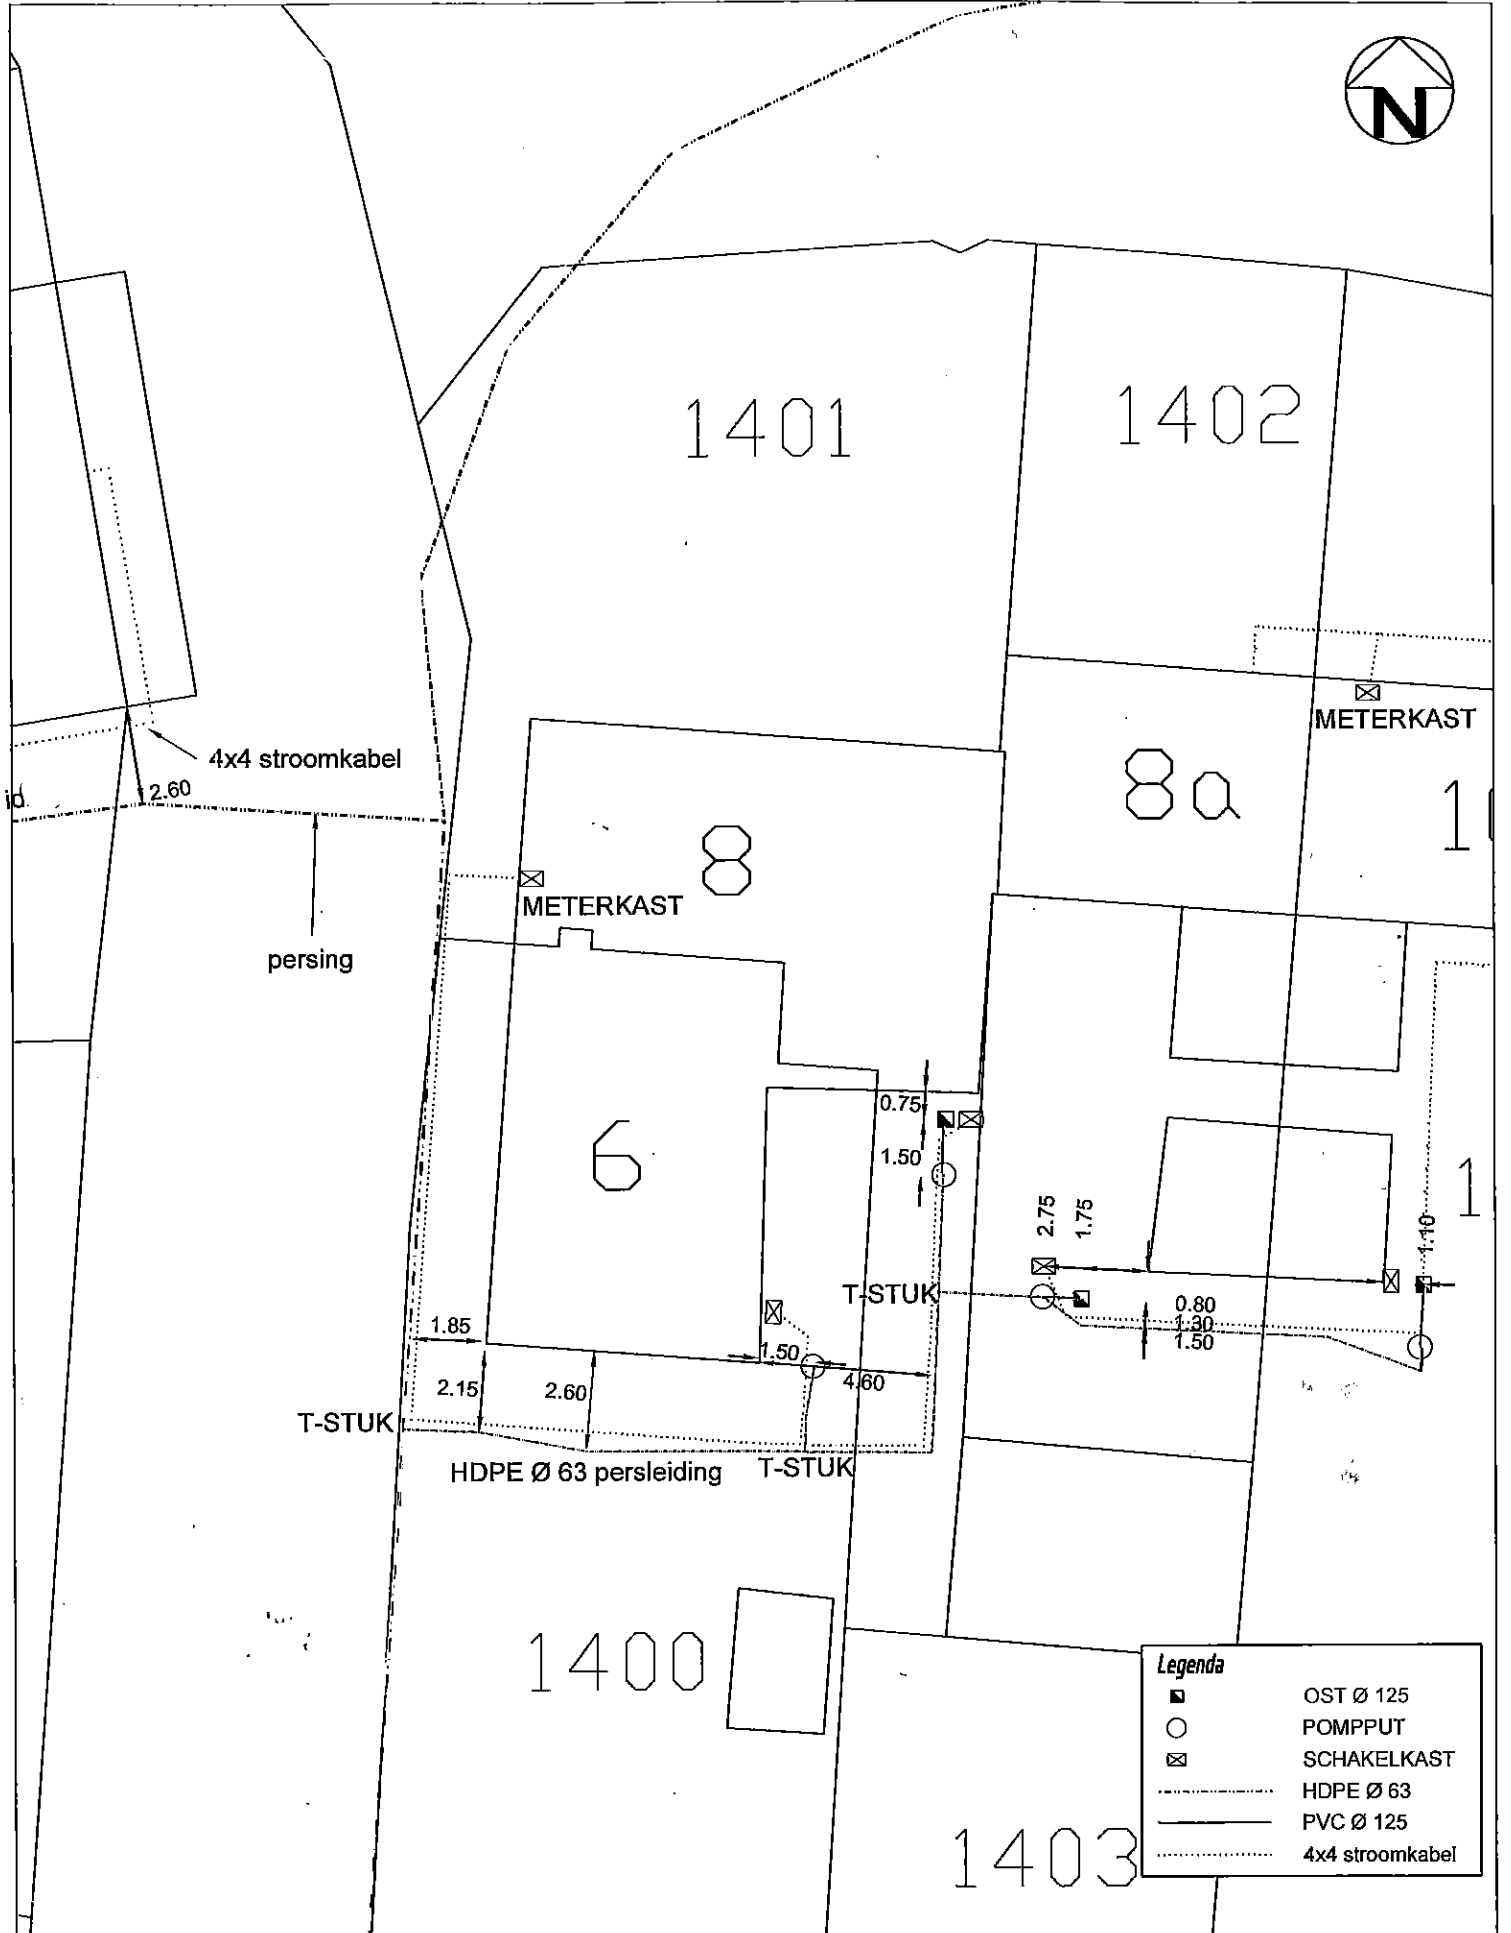 N
1401
1402
METERKAST
4x4 stroomkabel
2.60
id
8
8a
METERKAST
persing
0.75
1.50
6
2.75
1.75
1.10
T-STUK
0.80
1.30
1.50
1.85
1.50
4.60
2.15
2.60
T-STUK
HDPE Ø 63 persleiding
T-STUK
1400
1403
Legenda
OST Ø 125
POMPPUT
SCHAKELKAST
HDPE Ø 63
PVC Ø 125
4x4 stroomkabel